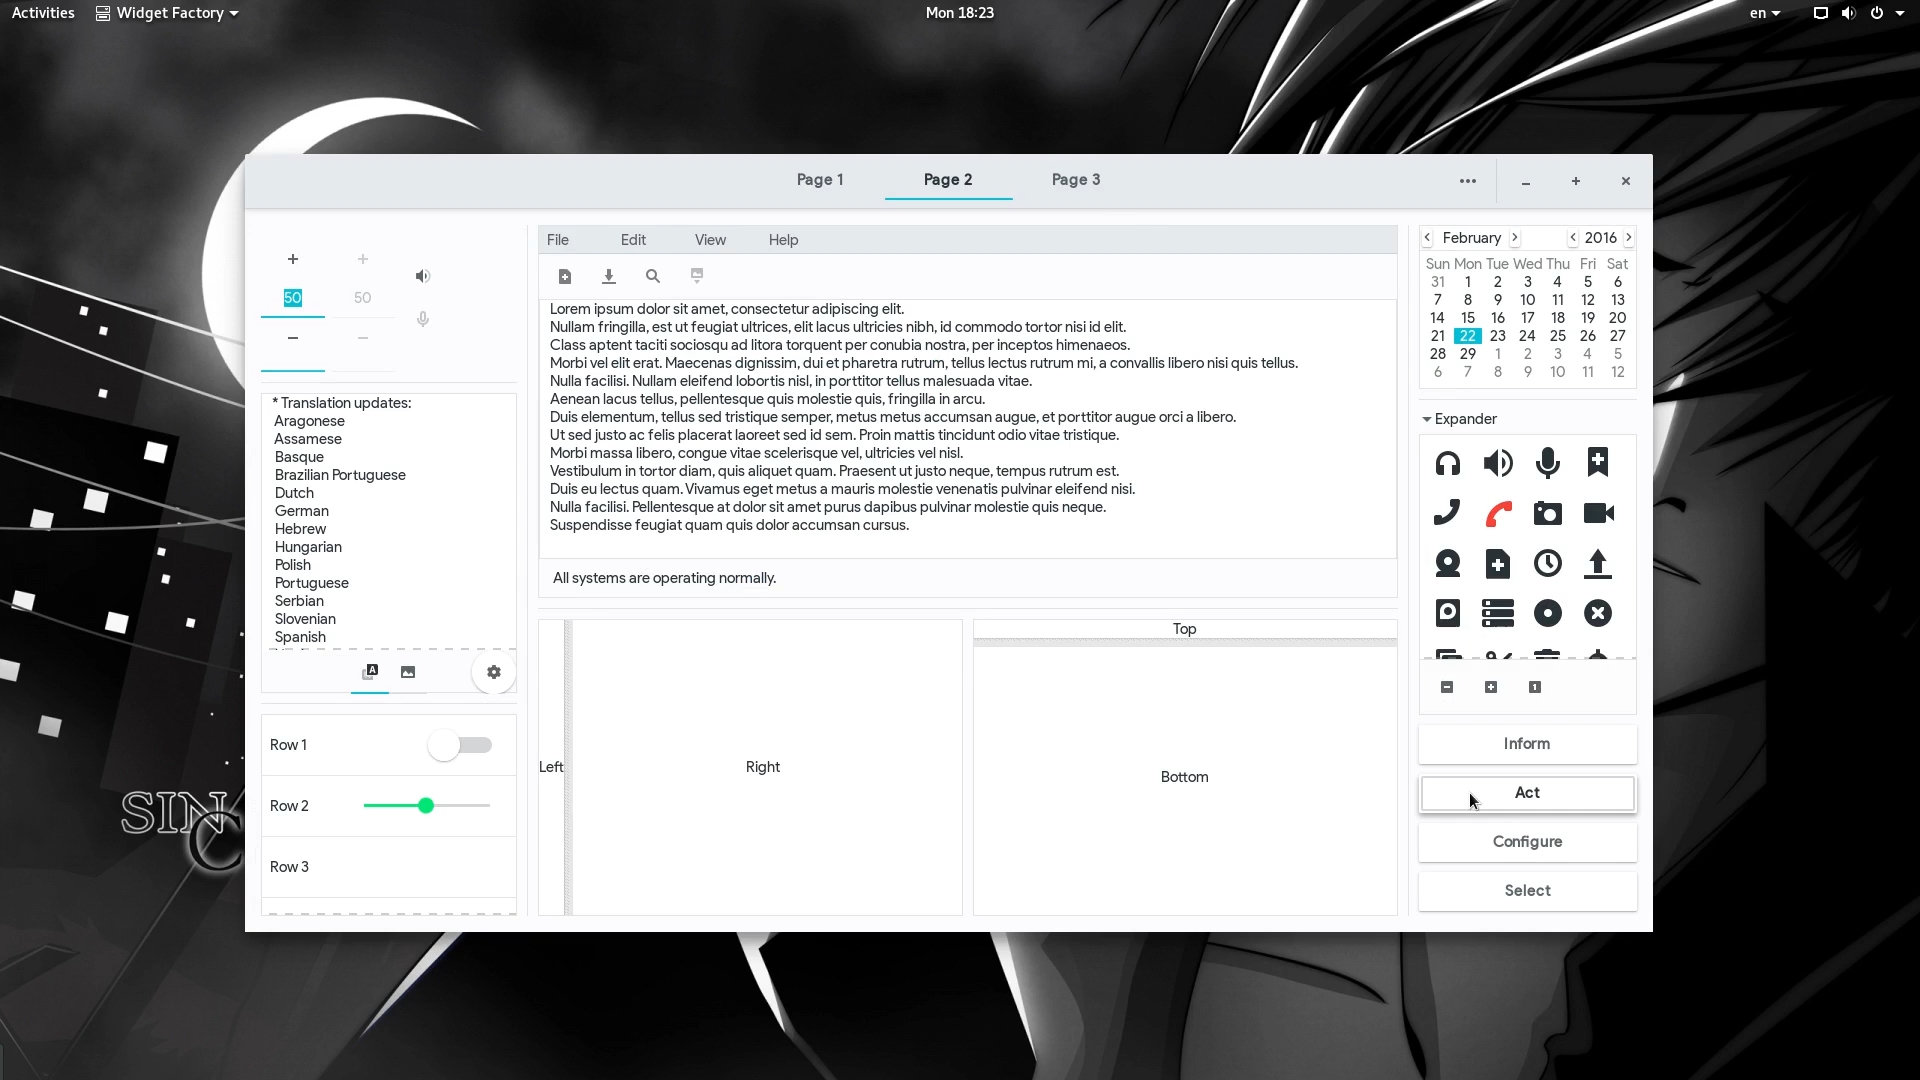 Activities Widget Factory Mon 18:23 en
Page 1 Page 2 Page 3
50 50
* Translation updates:
Aragonese
Assamese
Basque
Brazilian Portuguese
Dutch
German
Hebrew
Hungarian
Polish
Portuguese
Serbian
Slovenian
Spanish
Row 1
Row 2
Row 3
File Edit View Help
Lorem ipsum dolor sit amet, consectetur adipiscing elit.
Nullam fringilla, est ut feugiat ultrices, elit lacus ultricies nibh, id commodo tortor nisi id elit.
Class aptent taciti sociosqu ad litora torquent per conubia nostra, per inceptos himenaeos.
Morbi vel elit erat. Maecenas dignissim, dui et pharetra rutrum, tellus lectus rutrum mi, a convallis libero nisi quis tellus.
Nulla facilisi. Nullam eleifend lobortis nisl, in porttitor tellus malesuada vitae.
Aenean lacus tellus, pellentesque quis molestie quis, fringilla in arcu.
Duis elementum, tellus sed tristique semper, metus metus accumsan augue, et porttitor augue orci a libero.
Ut sed justo ac felis placerat laoreet sed id sem. Proin mattis tincidunt odio vitae tristique.
Morbi massa libero, congue vitae scelerisque vel, ultricies vel nisl.
Vestibulum in tortor diam, quis aliquet quam. Praesent ut justo neque, tempus rutrum est.
Duis eu lectus quam. Vivamus eget metus a mauris molestie venenatis pulvinar eleifend nisi.
Nulla facilisi. Pellentesque at dolor sit amet purus dapibus pulvinar molestie quis neque.
Suspendisse feugiat quam quis dolor accumsan cursus.
All systems are operating normally.
Left
Right
Top
Bottom
February 2016
Sun Mon Tue Wed Thu Fri Sat
31 1 2 3 4 5 6
7 8 9 10 11 12 13
14 15 16 17 18 19 20
21 22 23 24 25 26 27
28 29 1 2 3 4 5
6 7 8 9 10 11 12
Expander
Inform
Act
Configure
Select
SIN
C